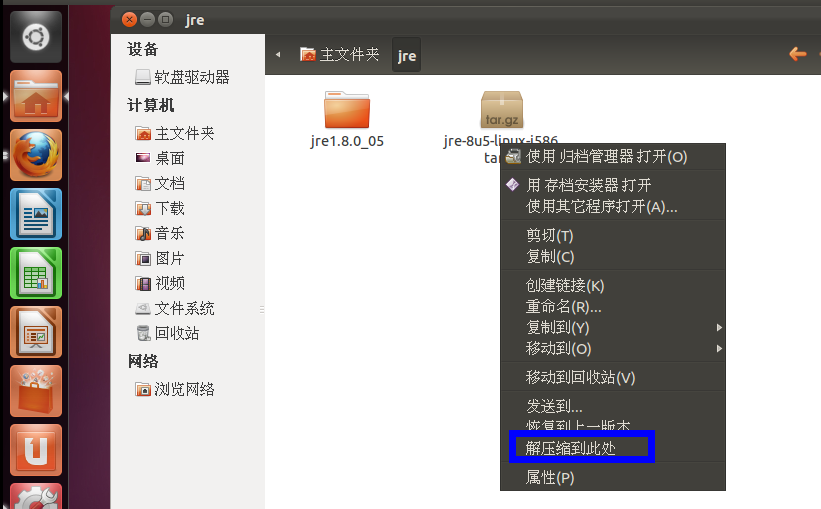 jre
设备
软盘驱动器
计算机
主文件夹
桌面
文档
下载
音乐
图片
视频
文件系统
回收站
网络
浏览网络
主文件夹
jre
jre1.8.0_05
tar.gz
jre-8u5-linux-i586
使用 归档管理器 打开(O)
用 存档安装器 打开
使用其它程序打开(A)...
剪切(T)
复制(C)
创建链接(K)
重命名(R)...
复制到(Y)
移动到(O)
移动到回收站(V)
发送到...
恢复到上一版本
解压缩到此处
属性(P)